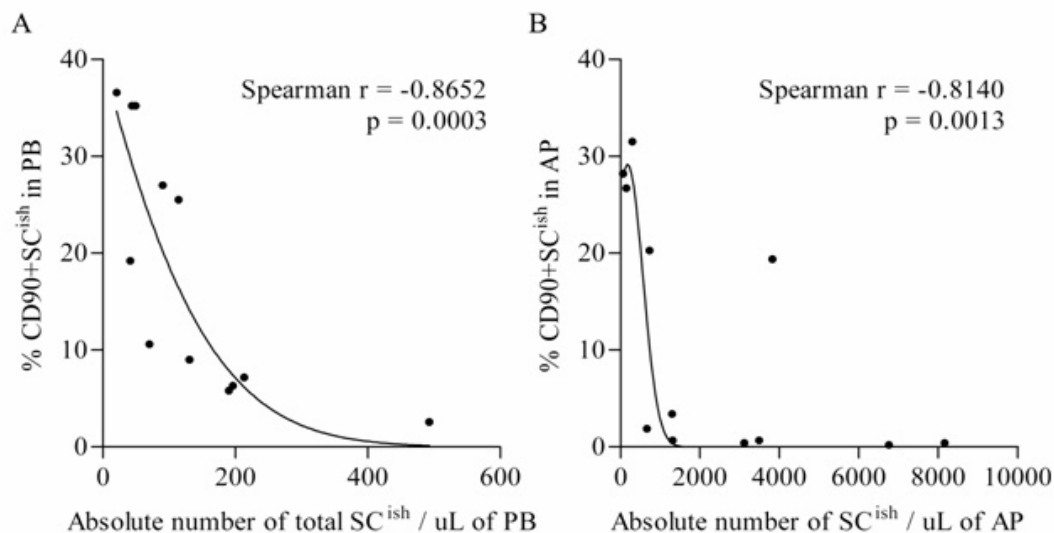 A
B
40
30
20
10
0
% CD90+SC^ish in PB
Spearman r = -0.8652
p = 0.0003
0 200 400 600
Absolute number of total SC^ish / uL of PB
40
30
20
10
0
% CD90+SC^ish in AP
Spearman r = -0.8140
p = 0.0013
0 2000 4000 6000 8000 10000
Absolute number of SC^ish / uL of AP